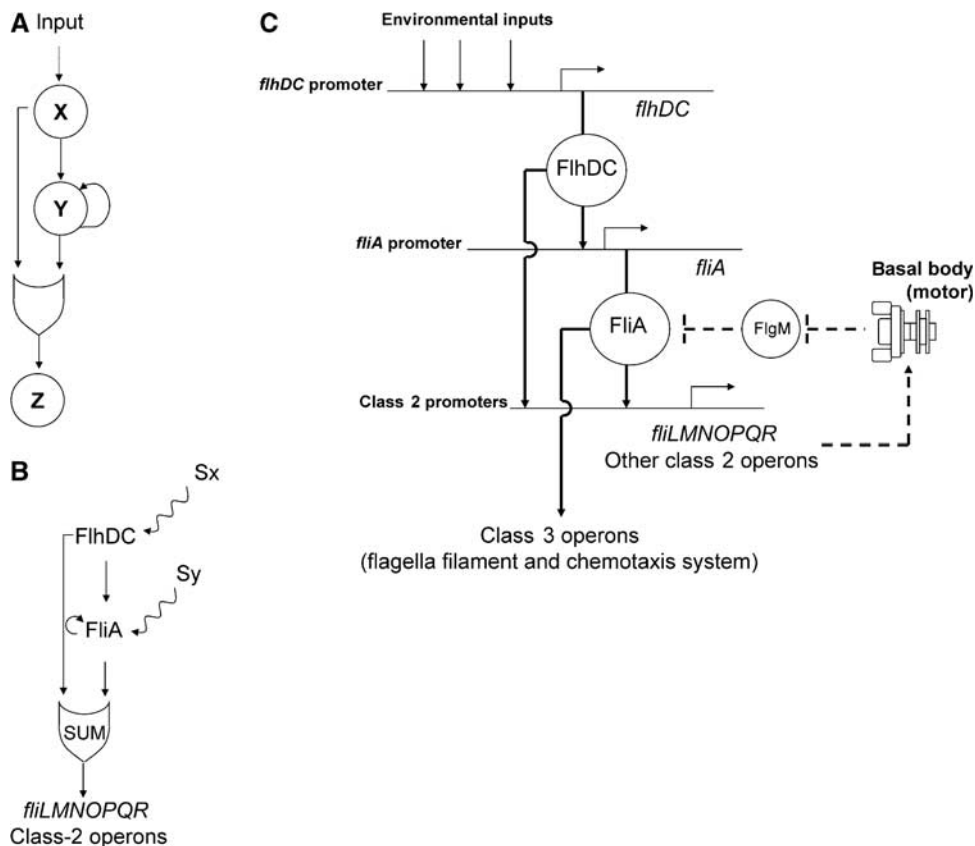 A
Input
X
Y
Z
B
Sx
FlhDC
Sy
FliA
SUM
fliLMNOPQR
Class-2 operons
C
Environmental inputs
flhDC promoter
flhDC
FlhDC
fliA promoter
fliA
Basal body
(motor)
FliA
FlgM
Class 2 promoters
fliLMNOPQR
Other class 2 operons
Class 3 operons
(flagella filament and chemotaxis system)